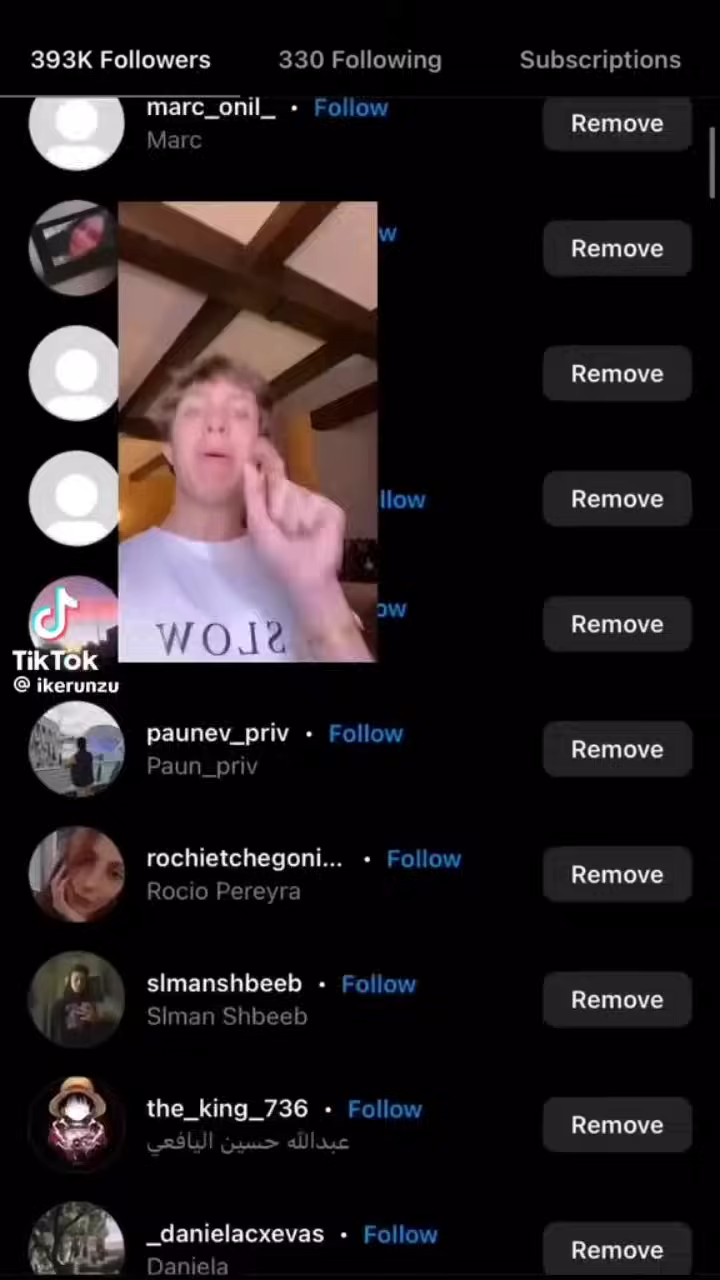 393K Followers 330 Following Subscriptions
marc_onil_ • Follow Remove
Marc
w Remove
Remove
llow Remove
ow Remove
SLOW
TikTok
@ ikerunzu
paunev_priv • Follow Remove
Paun_priv
rochietchegoni... • Follow Remove
Rocio Pereyra
slmanshbeeb • Follow Remove
Slman Shbeeb
the_king_736 • Follow Remove
عبدالله حسين اليافعي
_danielacxevas • Follow Remove
Daniela